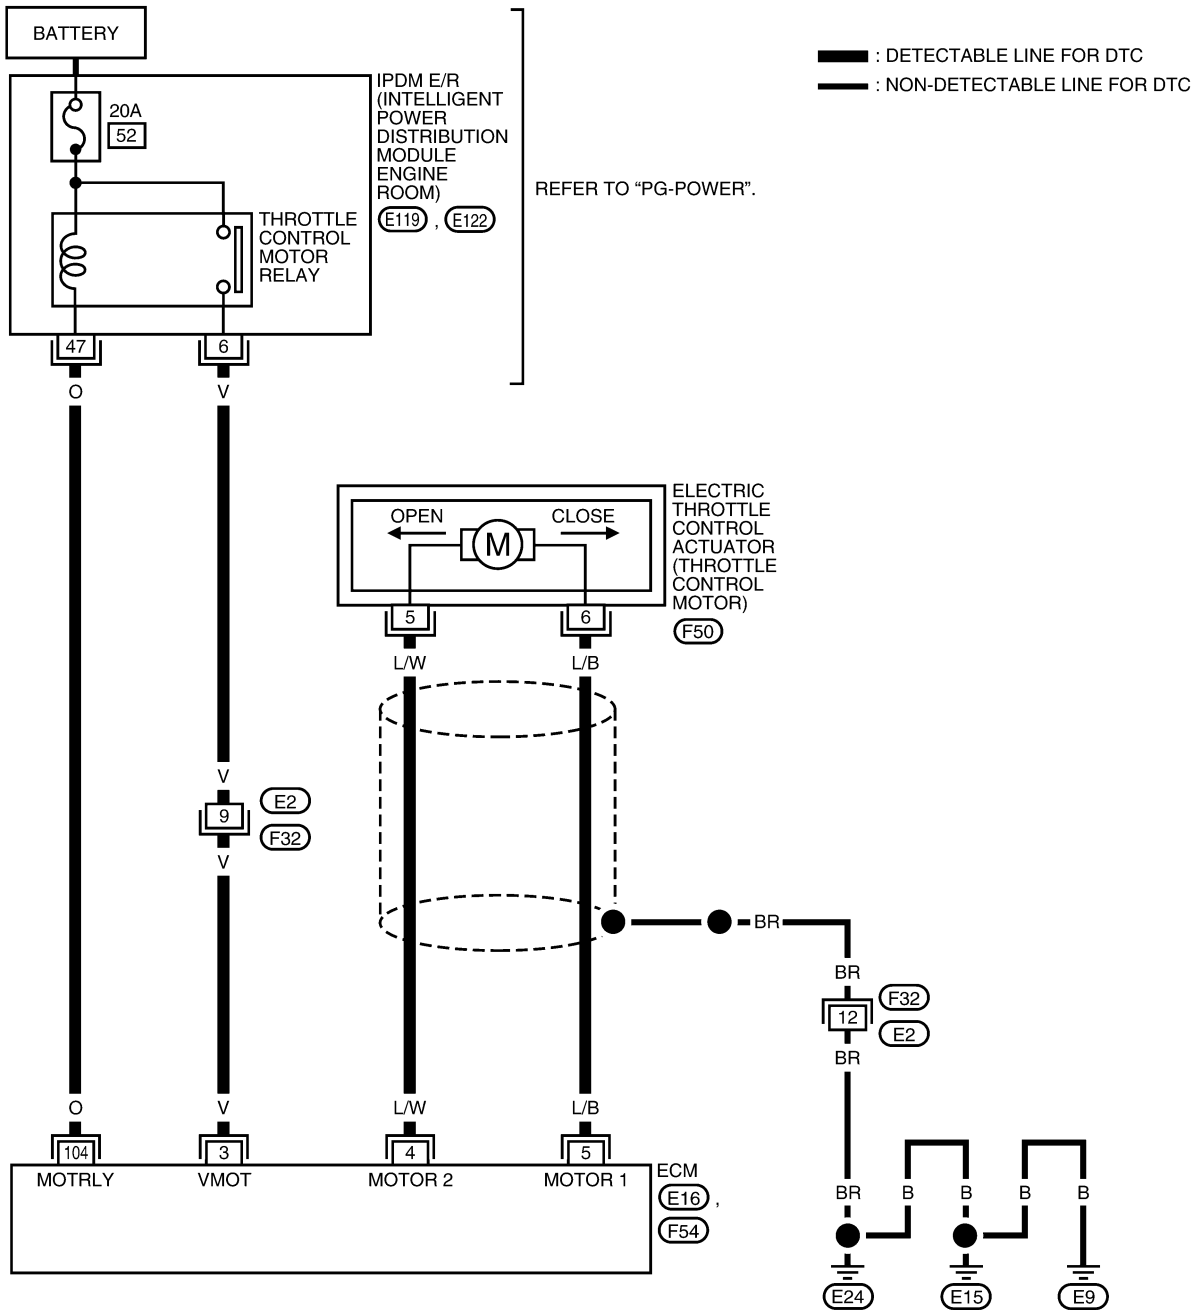 BATTERY
: DETECTABLE LINE FOR DTC
: NON-DETECTABLE LINE FOR DTC
20A
52
IPDM E/R
(INTELLIGENT
POWER
DISTRIBUTION
MODULE
ENGINE
ROOM)
E119 , E122
REFER TO “PG-POWER”.
THROTTLE
CONTROL
MOTOR
RELAY
47
6
O
V
OPEN
CLOSE
M
ELECTRIC
THROTTLE
CONTROL
ACTUATOR
(THROTTLE
CONTROL
MOTOR)
F50
5
6
L/W
L/B
V
9
E2
F32
V
BR
BR
12
F32
E2
BR
O
V
L/W
L/B
104
3
4
5
MOTRLY
VMOT
MOTOR 2
MOTOR 1
ECM
E16 ,
F54
BR
B
B
B
B
E24
E15
E9